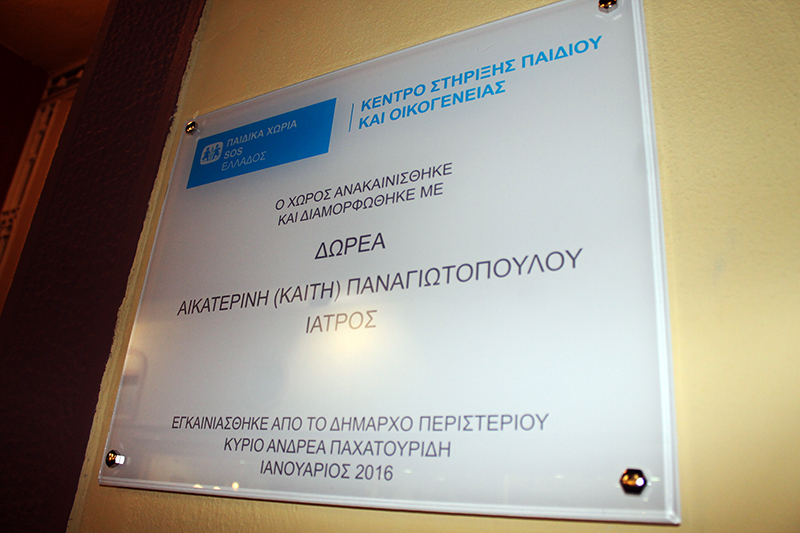 ΠΑΙΔΙΚΑ ΧΩΡΙΑ
SOS
ΕΛΛΑΔΟΣ
ΚΕΝΤΡΟ ΣΤΗΡΙΞΗΣ ΠΑΙΔΙΟΥ
ΚΑΙ ΟΙΚΟΓΕΝΕΙΑΣ
Ο ΧΩΡΟΣ ΑΝΑΚΑΙΝΙΣΘΗΚΕ
ΚΑΙ ΔΙΑΜΟΡΦΩΘΗΚΕ ΜΕ
ΔΩΡΕΑ
ΑΙΚΑΤΕΡΙΝΗ (ΚΑΙΤΗ) ΠΑΝΑΓΙΩΤΟΠΟΥΛΟΥ
ΙΑΤΡΟΣ
ΕΓΚΑΙΝΙΑΣΘΗΚΕ ΑΠΟ ΤΟ ΔΗΜΑΡΧΟ ΠΕΡΙΣΤΕΡΙΟΥ
ΚΥΡΙΟ ΑΝΔΡΕΑ ΠΑΧΑΤΟΥΡΙΔΗ
ΙΑΝΟΥΑΡΙΟΣ 2016